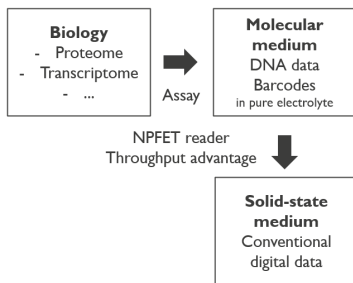 Biology
- Proteome
- Transcriptome
- ...
Assay
Molecular
medium
DNA data
Barcodes
in pure electrolyte
NPFET reader
Throughput advantage
Solid-state
medium
Conventional
digital data